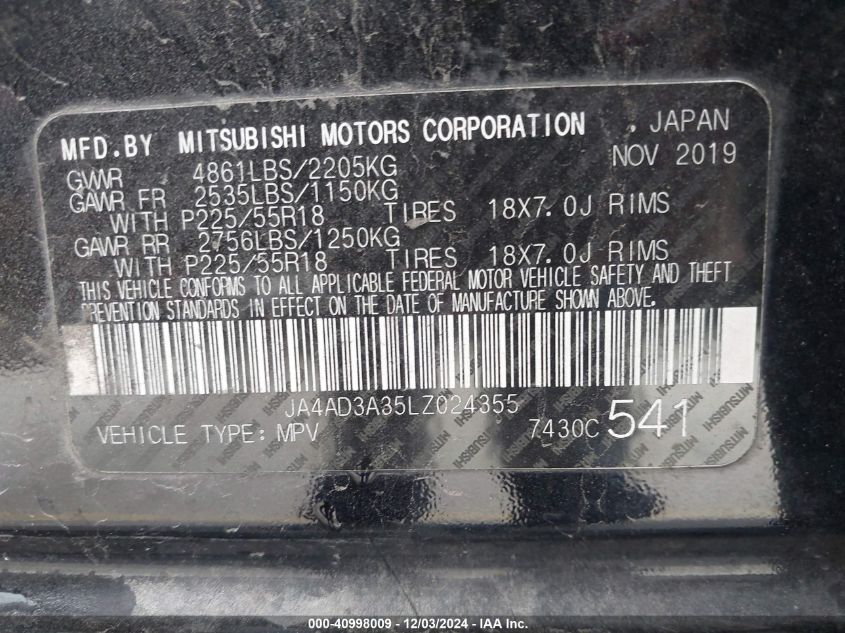 MFD.BY MITSUBISHI MOTORS CORPORATION , JAPAN
GVWR 4861LBS/2205KG NOV 2019
GAWR FR 2535LBS/1150KG
WITH P225/55R18 TIRES 18X7.0J RIMS
GAWR RR 2756LBS/1250KG
WITH P225/55R18 TIRES 18X7.0J RIMS
THIS VEHICLE CONFORMS TO ALL APPLICABLE FEDERAL MOTOR VEHICLE SAFETY AND THEFT
PREVENTION STANDARDS IN EFFECT ON THE DATE OF MANUFACTURE SHOWN ABOVE.
JA4AD3A35LZ024355
VEHICLE TYPE: MPV 7430C 541
MITSUBISHI
000-40998009 - 12/03/2024 - IAA Inc.